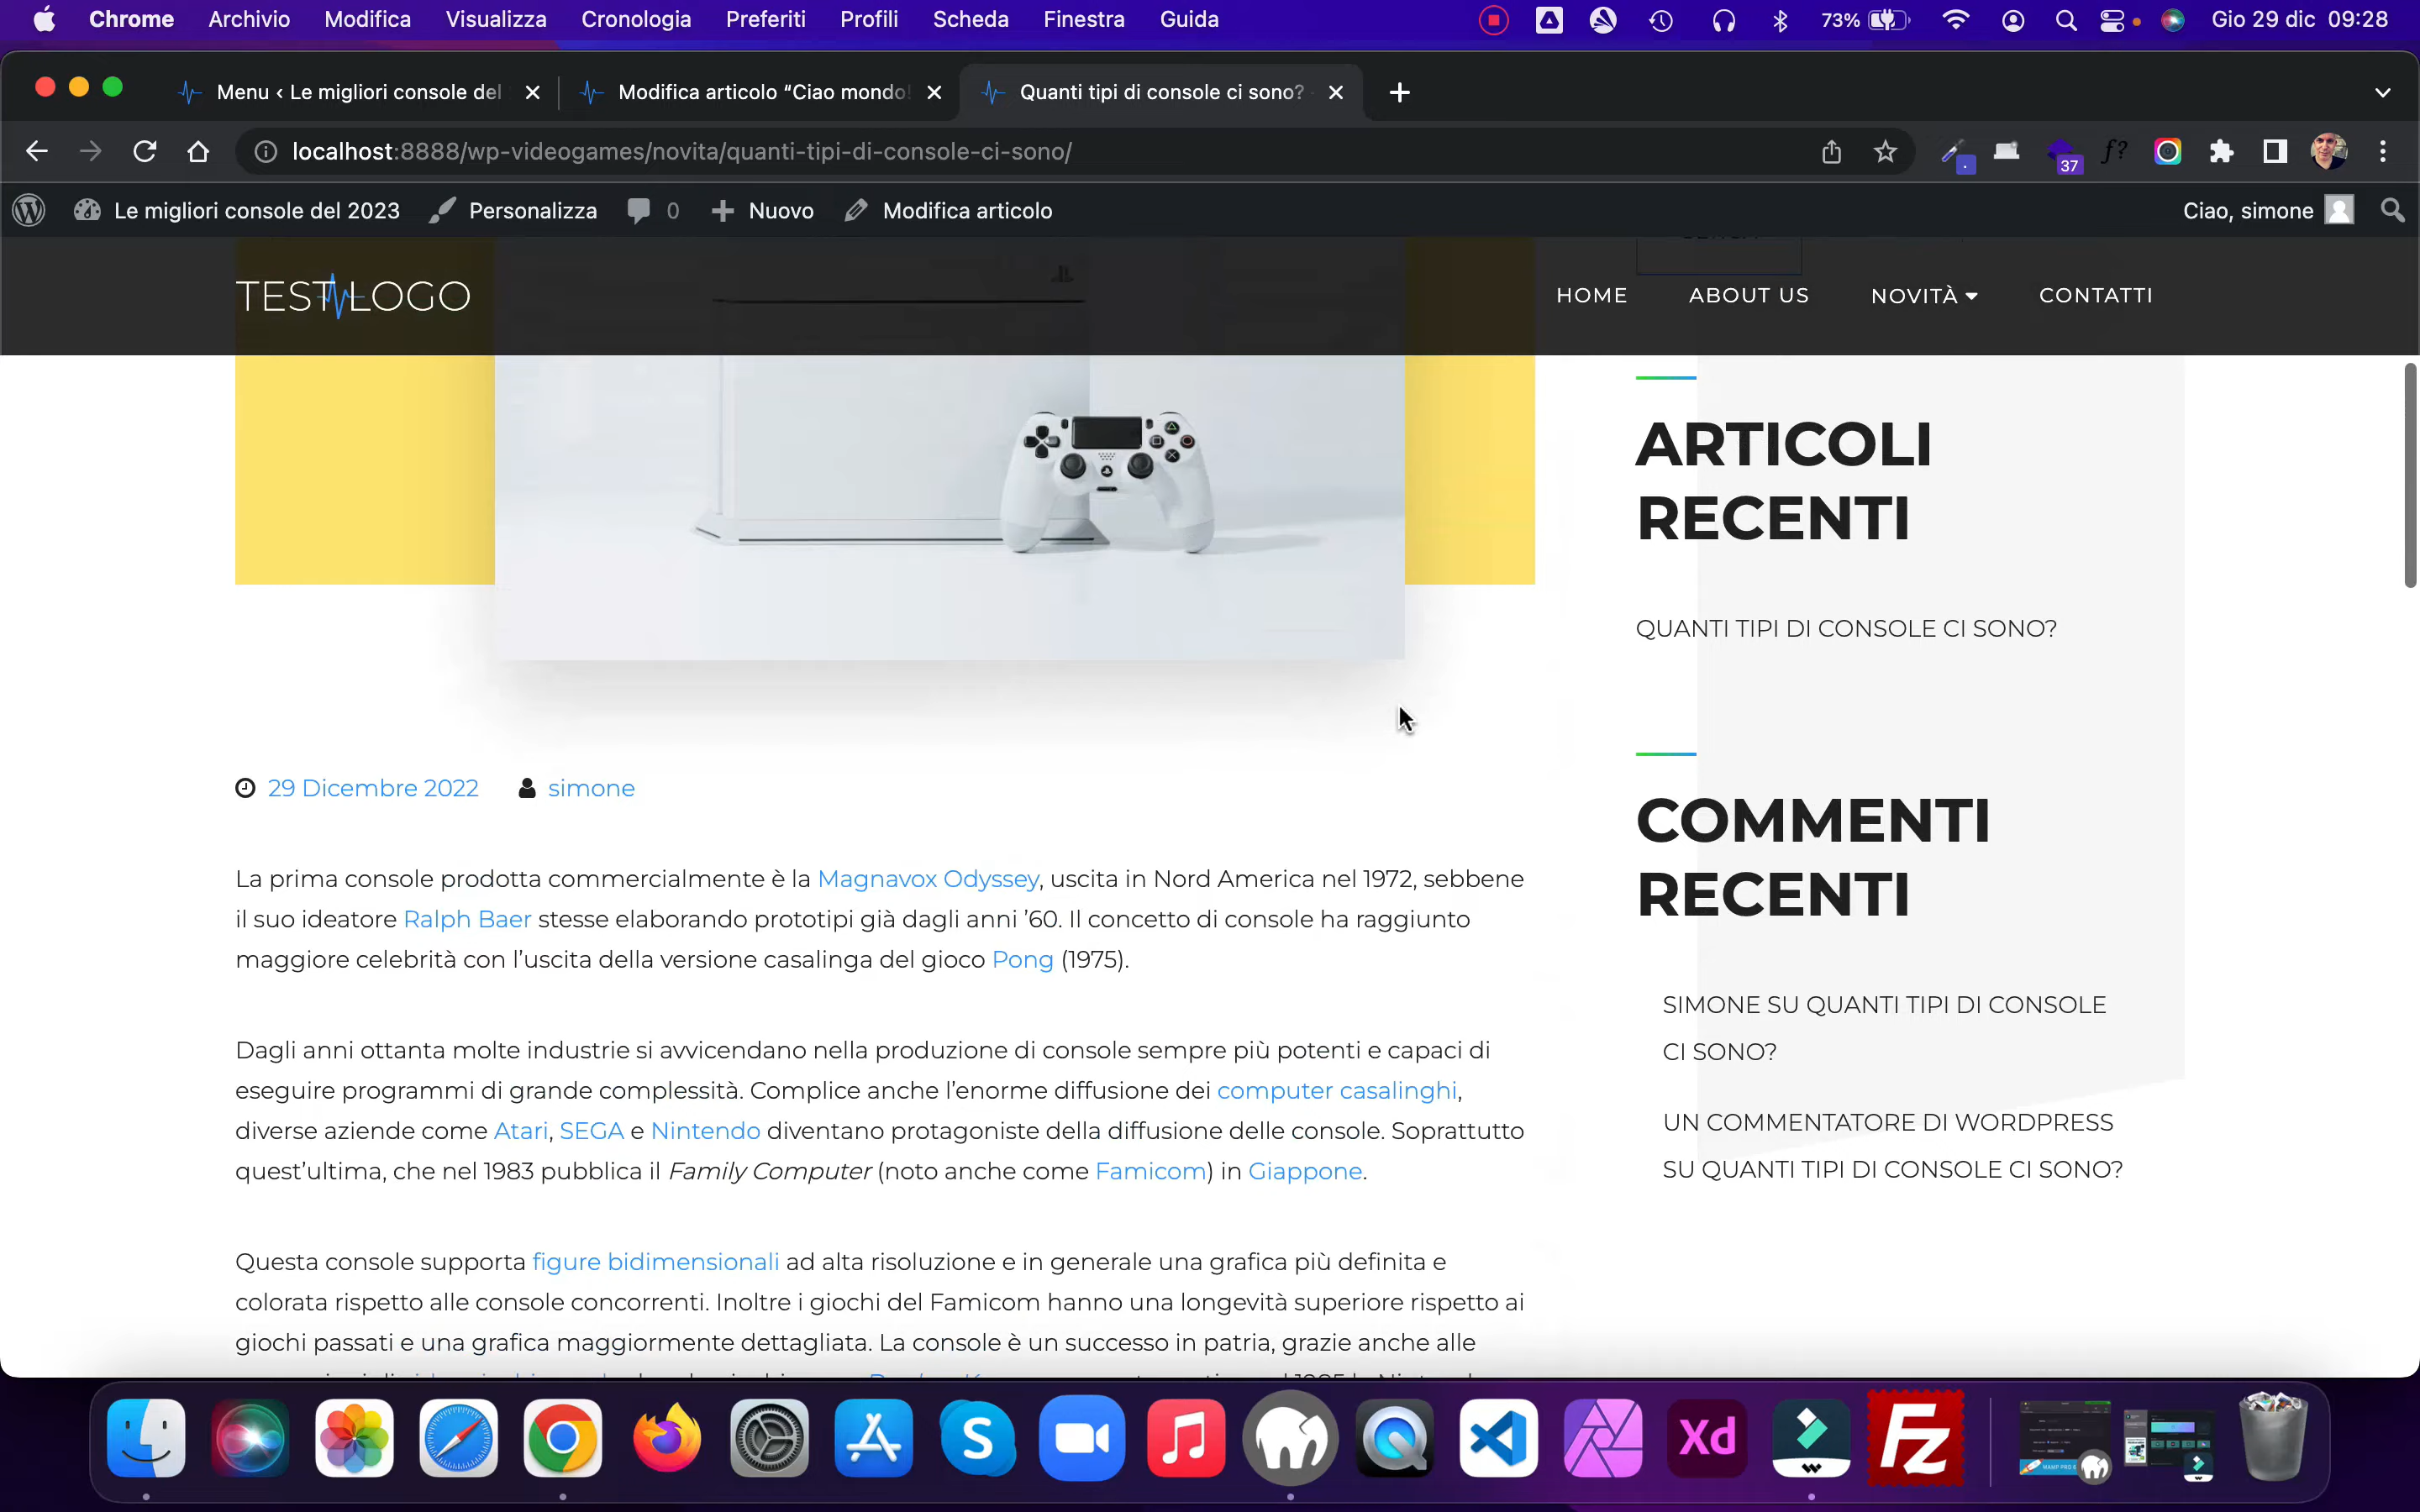 Chrome Archivio Modifica Visualizza Cronologia Preferiti Profili Scheda Finestra Guida 73% Gio 29 dic 09:28
Menu ‹ Le migliori console del
Modifica articolo “Ciao mondo!
Quanti tipi di console ci sono?
localhost:8888/wp-videogames/novita/quanti-tipi-di-console-ci-sono/
f?
37
Le migliori console del 2023 Personalizza 0 Nuovo Modifica articolo Ciao, simone
TEST LOGO
HOME ABOUT US NOVITÀ CONTATTI
29 Dicembre 2022 simone
La prima console prodotta commercialmente è la Magnavox Odyssey, uscita in Nord America nel 1972, sebbene
il suo ideatore Ralph Baer stesse elaborando prototipi già dagli anni ’60. Il concetto di console ha raggiunto
maggiore celebrità con l’uscita della versione casalinga del gioco Pong (1975).
Dagli anni ottanta molte industrie si avvicendano nella produzione di console sempre più potenti e capaci di
eseguire programmi di grande complessità. Complice anche l’enorme diffusione dei computer casalinghi,
diverse aziende come Atari, SEGA e Nintendo diventano protagoniste della diffusione delle console. Soprattutto
quest’ultima, che nel 1983 pubblica il Family Computer (noto anche come Famicom) in Giappone.
Questa console supporta figure bidimensionali ad alta risoluzione e in generale una grafica più definita e
colorata rispetto alle console concorrenti. Inoltre i giochi del Famicom hanno una longevità superiore rispetto ai
giochi passati e una grafica maggiormente dettagliata. La console è un successo in patria, grazie anche alle
ARTICOLI
RECENTI
QUANTI TIPI DI CONSOLE CI SONO?
COMMENTI
RECENTI
SIMONE SU QUANTI TIPI DI CONSOLE
CI SONO?
UN COMMENTATORE DI WORDPRESS
SU QUANTI TIPI DI CONSOLE CI SONO?
S
Xd
Fz